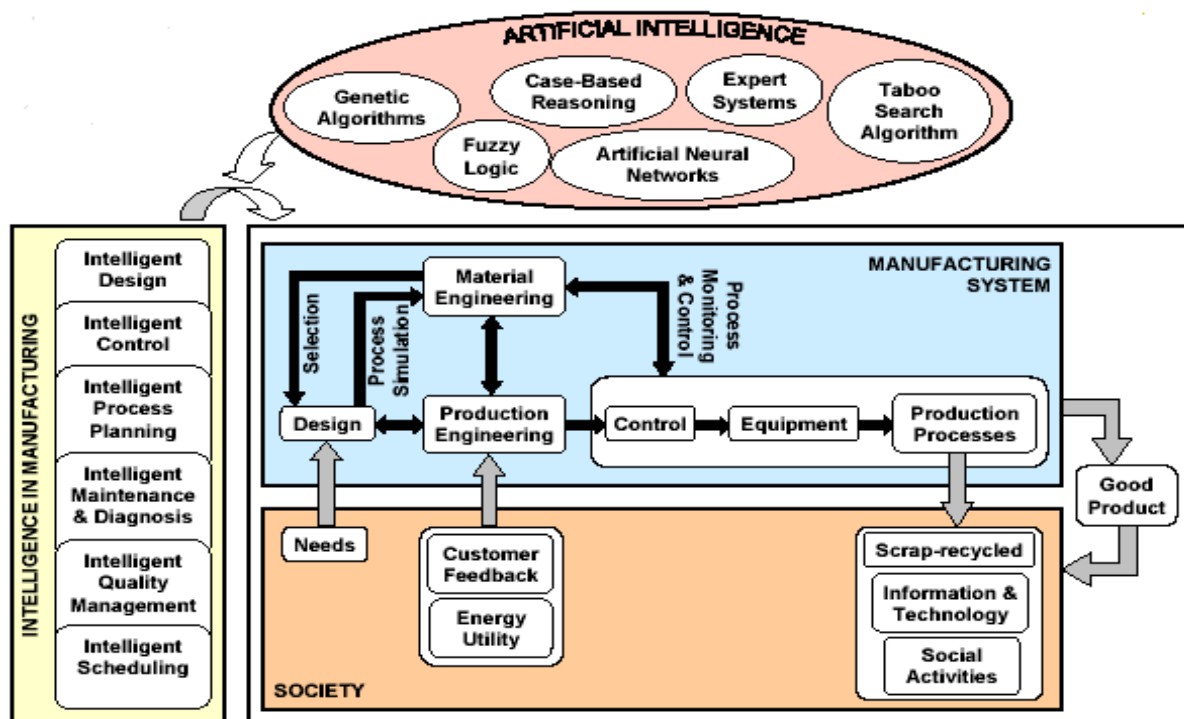 ARTIFICIAL INTELLIGENCE
Genetic
Algorithms
Case-Based
Reasoning
Expert
Systems
Taboo
Search
Algorithm
Fuzzy
Logic
Artificial Neural
Networks
INTELLIGENCE IN MANUFACTURING
Intelligent
Design
Intelligent
Control
Intelligent
Process
Planning
Intelligent
Maintenance
& Diagnosis
Intelligent
Quality
Management
Intelligent
Scheduling
MANUFACTURING
SYSTEM
Material
Engineering
Selection
Process
Simulation
Process
Monitoring
& Control
Design
Production
Engineering
Control
Equipment
Production
Processes
Good
Product
Needs
Customer
Feedback
Energy
Utility
Scrap-recycled
Information &
Technology
Social
Activities
SOCIETY